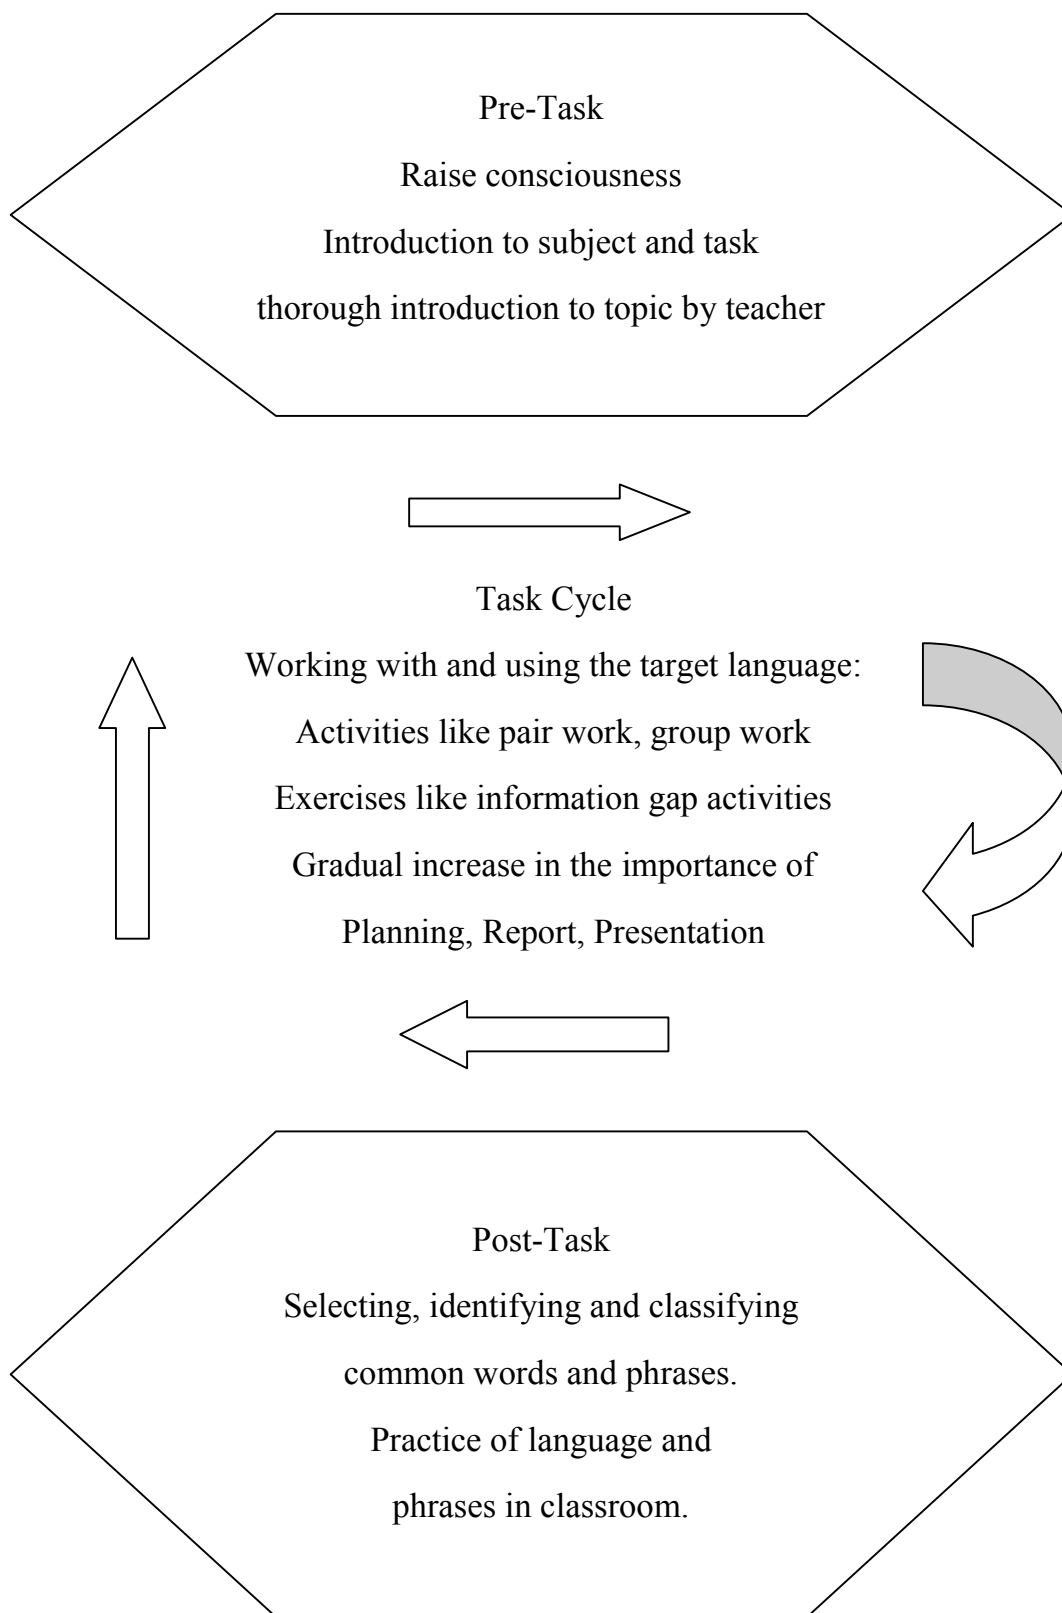 Pre-Task
Raise consciousness
Introduction to subject and task
thorough introduction to topic by teacher
Task Cycle
Working with and using the target language:
Activities like pair work, group work
Exercises like information gap activities
Gradual increase in the importance of
Planning, Report, Presentation
Post-Task
Selecting, identifying and classifying
common words and phrases.
Practice of language and
phrases in classroom.